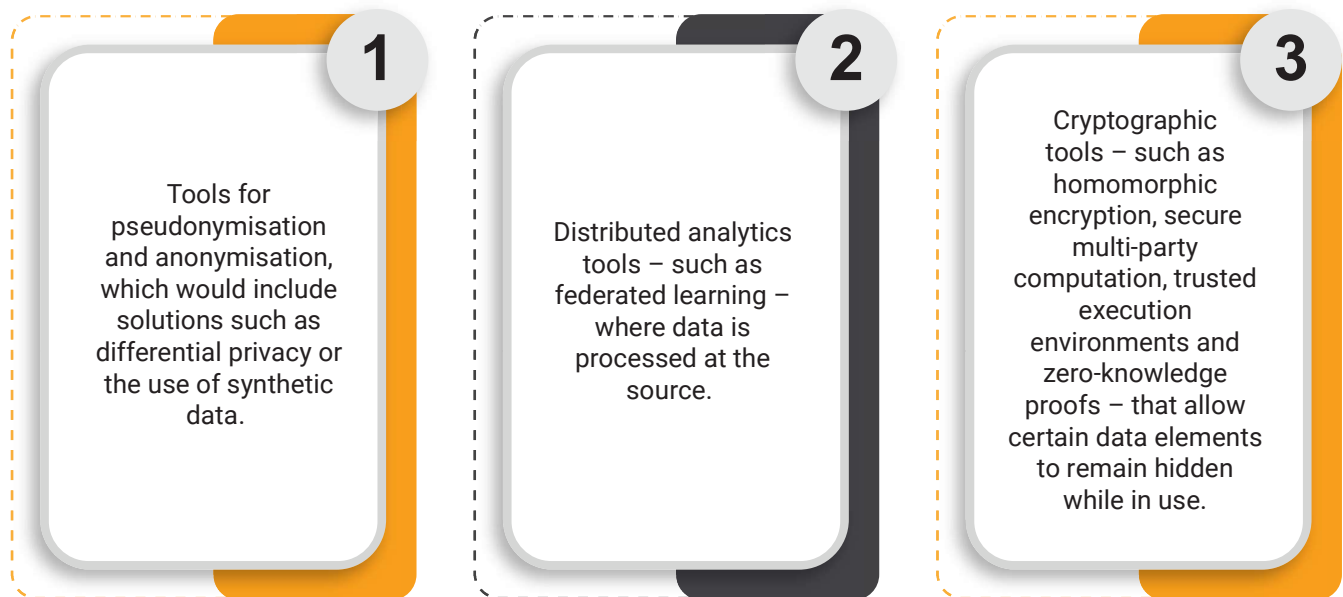 1
Tools for
pseudonymisation
and anonymisation,
which would include
solutions such as
differential privacy or
the use of synthetic
data.
2
Distributed analytics
tools – such as
federated learning –
where data is
processed at the
source.
3
Cryptographic
tools – such as
homomorphic
encryption, secure
multi-party
computation, trusted
execution
environments and
zero-knowledge
proofs – that allow
certain data elements
to remain hidden
while in use.